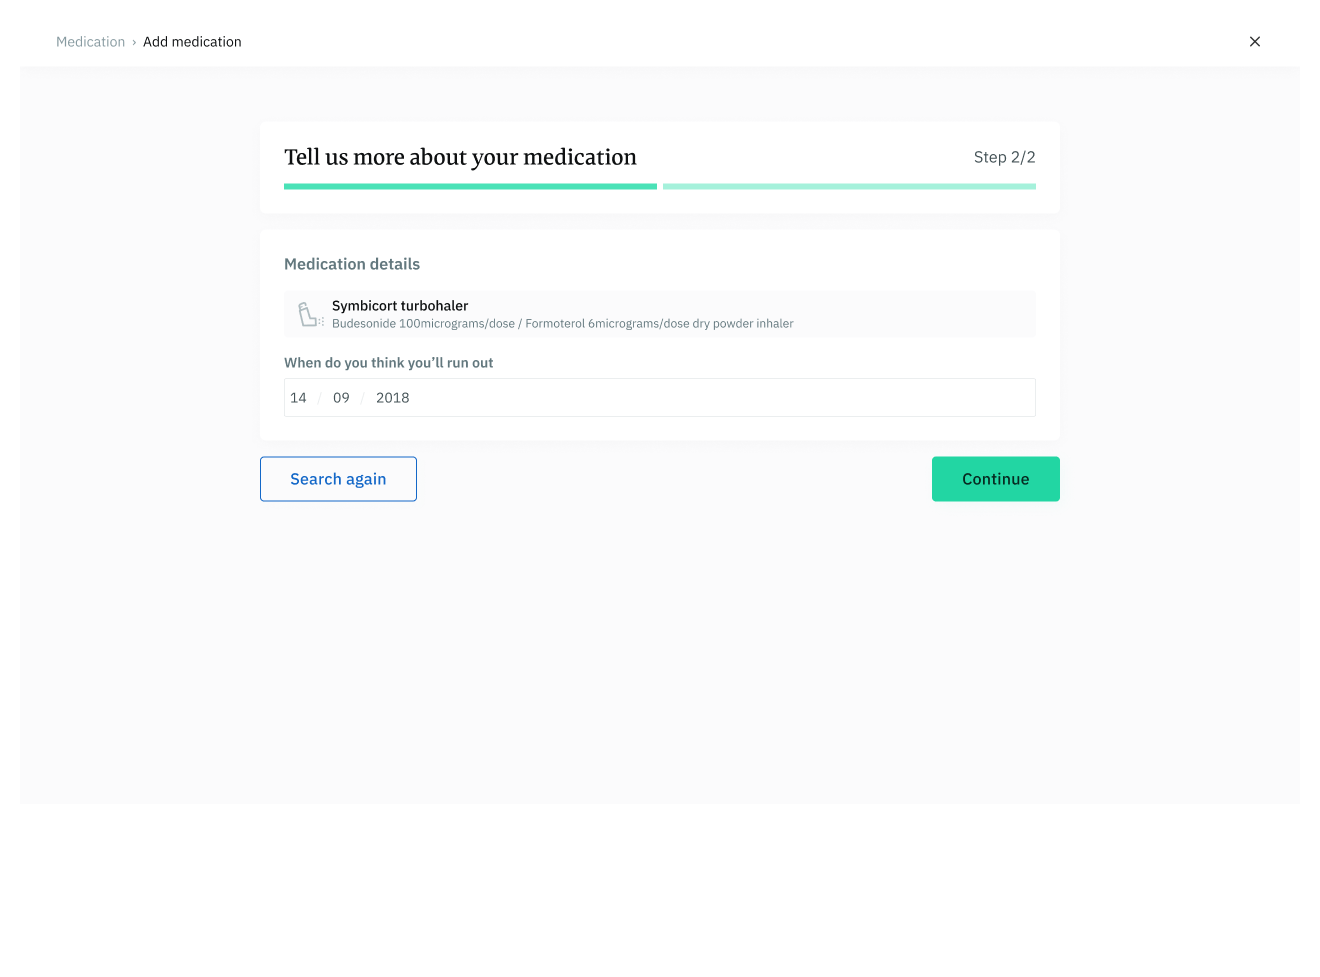 Medication › Add medication
Tell us more about your medication
Step 2/2
Medication details
Symbicort turbohaler
Budesonide 100micrograms/dose / Formoterol 6micrograms/dose dry powder inhaler
When do you think you’ll run out
14 / 09 / 2018
Search again
Continue